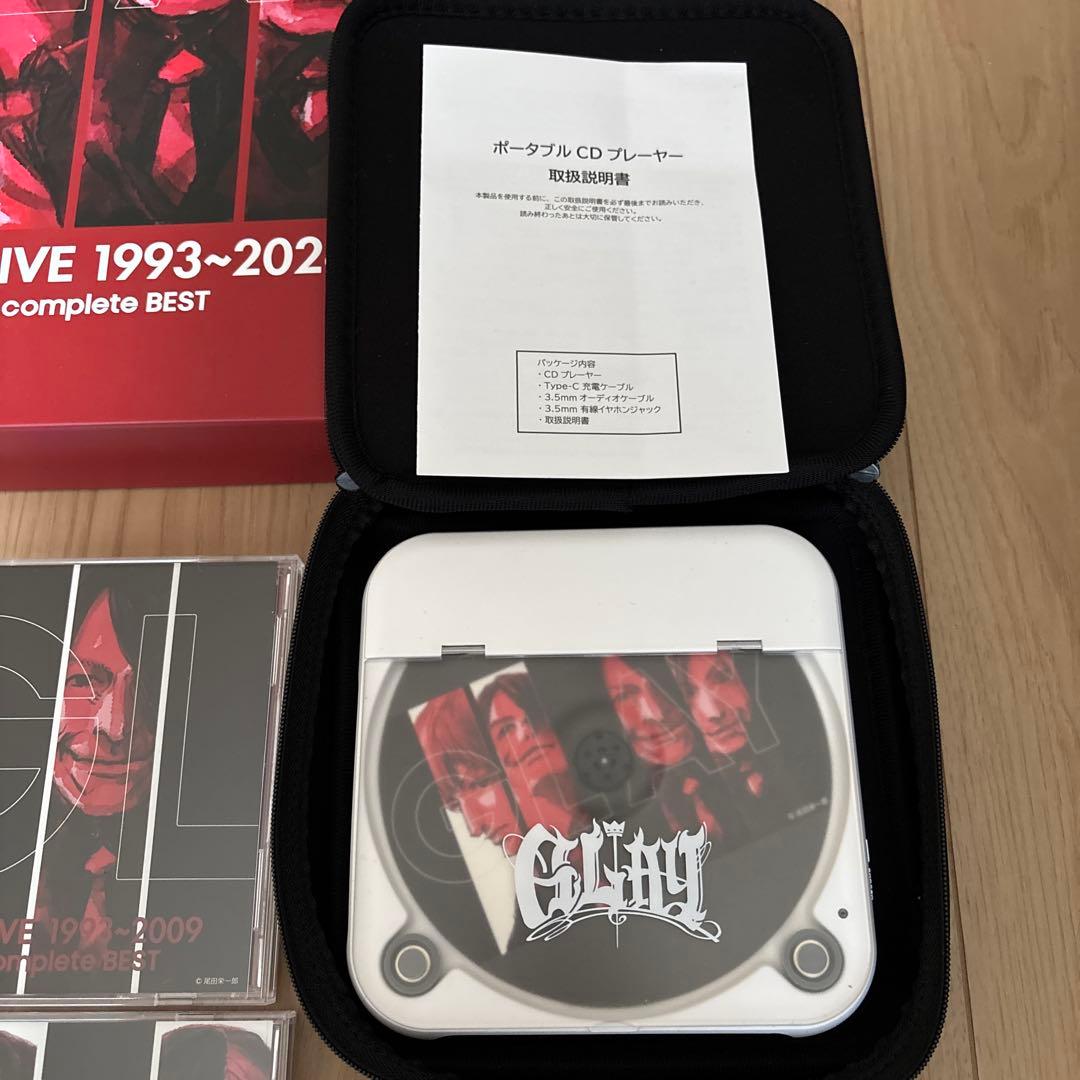 IVE 1993~202
complete BEST
ポータブル CD プレーヤー
取扱説明書
本製品を使用する前に、この取扱説明書を必ず最後までお読みいただき、
正しく安全にご使用ください。
読み終わったあとは大切に保管してください。
パッケージ内容
・CD プレーヤー
・Type-C 充電ケーブル
・3.5mm オーディオケーブル
・3.5mm 有線イヤホンジャック
・取扱説明書
GL
IVE 1993~2009
omplete BEST
© 尾田栄一郎
GLAY
© 尾田栄一郎
GLAY